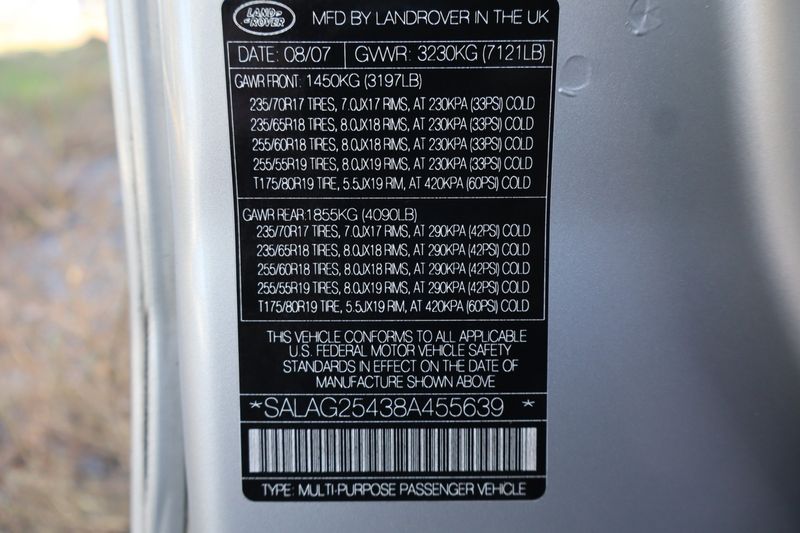 LAND ROVER MFD BY LANDROVER IN THE UK
DATE: 08/07 GVWR: 3230KG (7121LB)
GAWR FRONT: 1450KG (3197LB)
235/70R17 TIRES, 7.0JX17 RIMS, AT 230KPA (33PSI) COLD
235/65R18 TIRES, 8.0JX18 RIMS, AT 230KPA (33PSI) COLD
255/60R18 TIRES, 8.0JX18 RIMS, AT 230KPA (33PSI) COLD
255/55R19 TIRES, 8.0JX19 RIMS, AT 230KPA (33PSI) COLD
T175/80R19 TIRE, 5.5JX19 RIM, AT 420KPA (60PSI) COLD
GAWR REAR:1855KG (4090LB)
235/70R17 TIRES, 7.0JX17 RIMS, AT 290KPA (42PSI) COLD
235/65R18 TIRES, 8.0JX18 RIMS, AT 290KPA (42PSI) COLD
255/60R18 TIRES, 8.0JX18 RIMS, AT 290KPA (42PSI) COLD
255/55R19 TIRES, 8.0JX19 RIMS, AT 290KPA (42PSI) COLD
T175/80R19 TIRE, 5.5JX19 RIM, AT 420KPA (60PSI) COLD
THIS VEHICLE CONFORMS TO ALL APPLICABLE
U.S. FEDERAL MOTOR VEHICLE SAFETY
STANDARDS IN EFFECT ON THE DATE OF
MANUFACTURE SHOWN ABOVE
*SALAG25438A455639*
TYPE: MULTI-PURPOSE PASSENGER VEHICLE